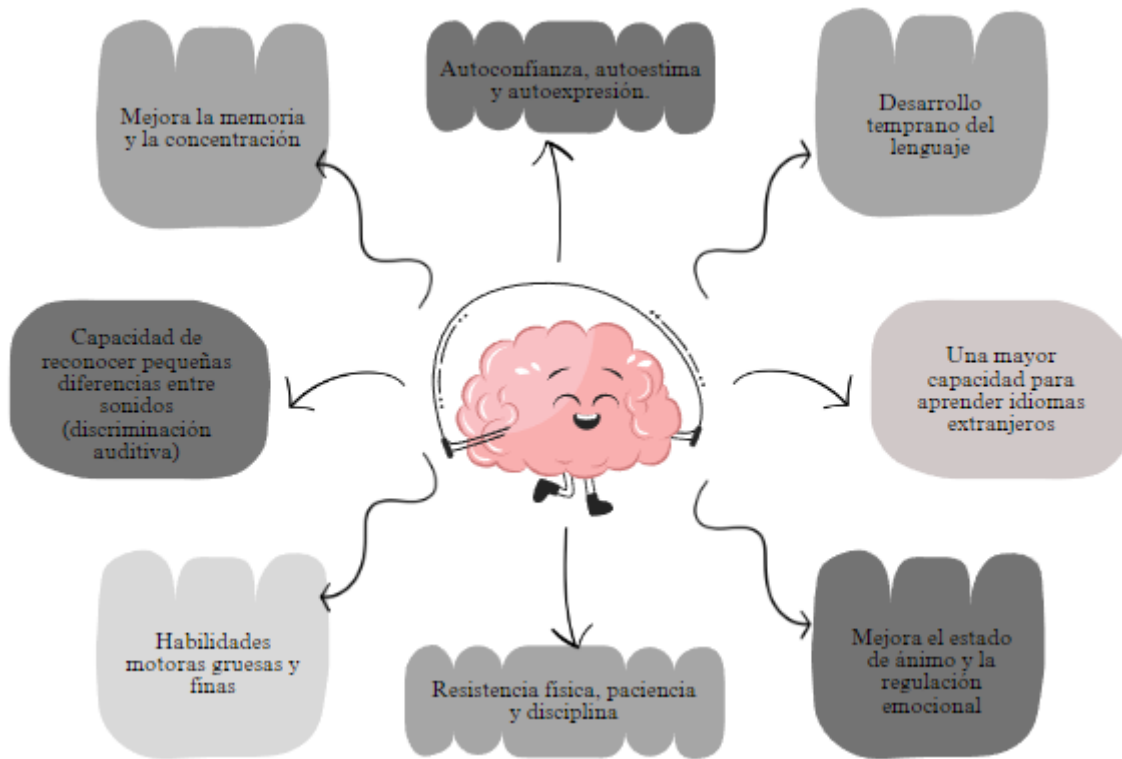 Mejora la memoria
y la concentración
Autoconfianza, autoestima
y autoexpresión.
Desarrollo
temprano del
lenguaje
Capacidad de
reconocer pequeñas
diferencias entre
sonidos
(discriminación
auditiva)
Una mayor
capacidad para
aprender idiomas
extranjeros
Habilidades
motoras gruesas y
finas
Resistencia física, paciencia
y disciplina
Mejora el estado
de ánimo y la
regulación
emocional